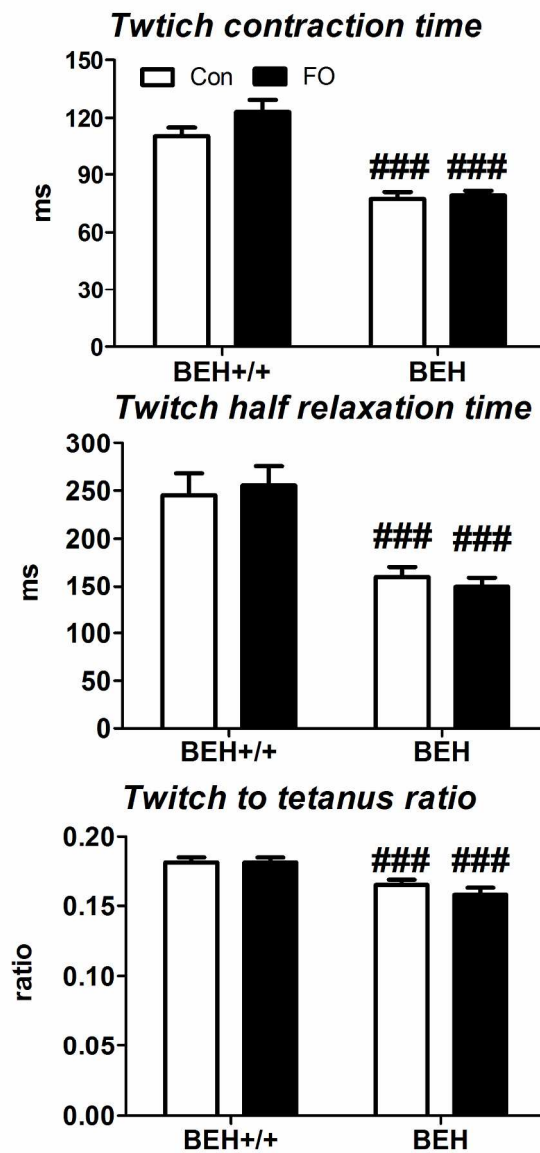 Twtich contraction time
Con FO
150
120
90
60
30
0
ms
### ###
BEH+/+ BEH
Twitch half relaxation time
300
250
200
150
100
50
0
ms
### ###
BEH+/+ BEH
Twitch to tetanus ratio
0.20
0.15
0.10
0.05
0.00
ratio
### ###
BEH+/+ BEH